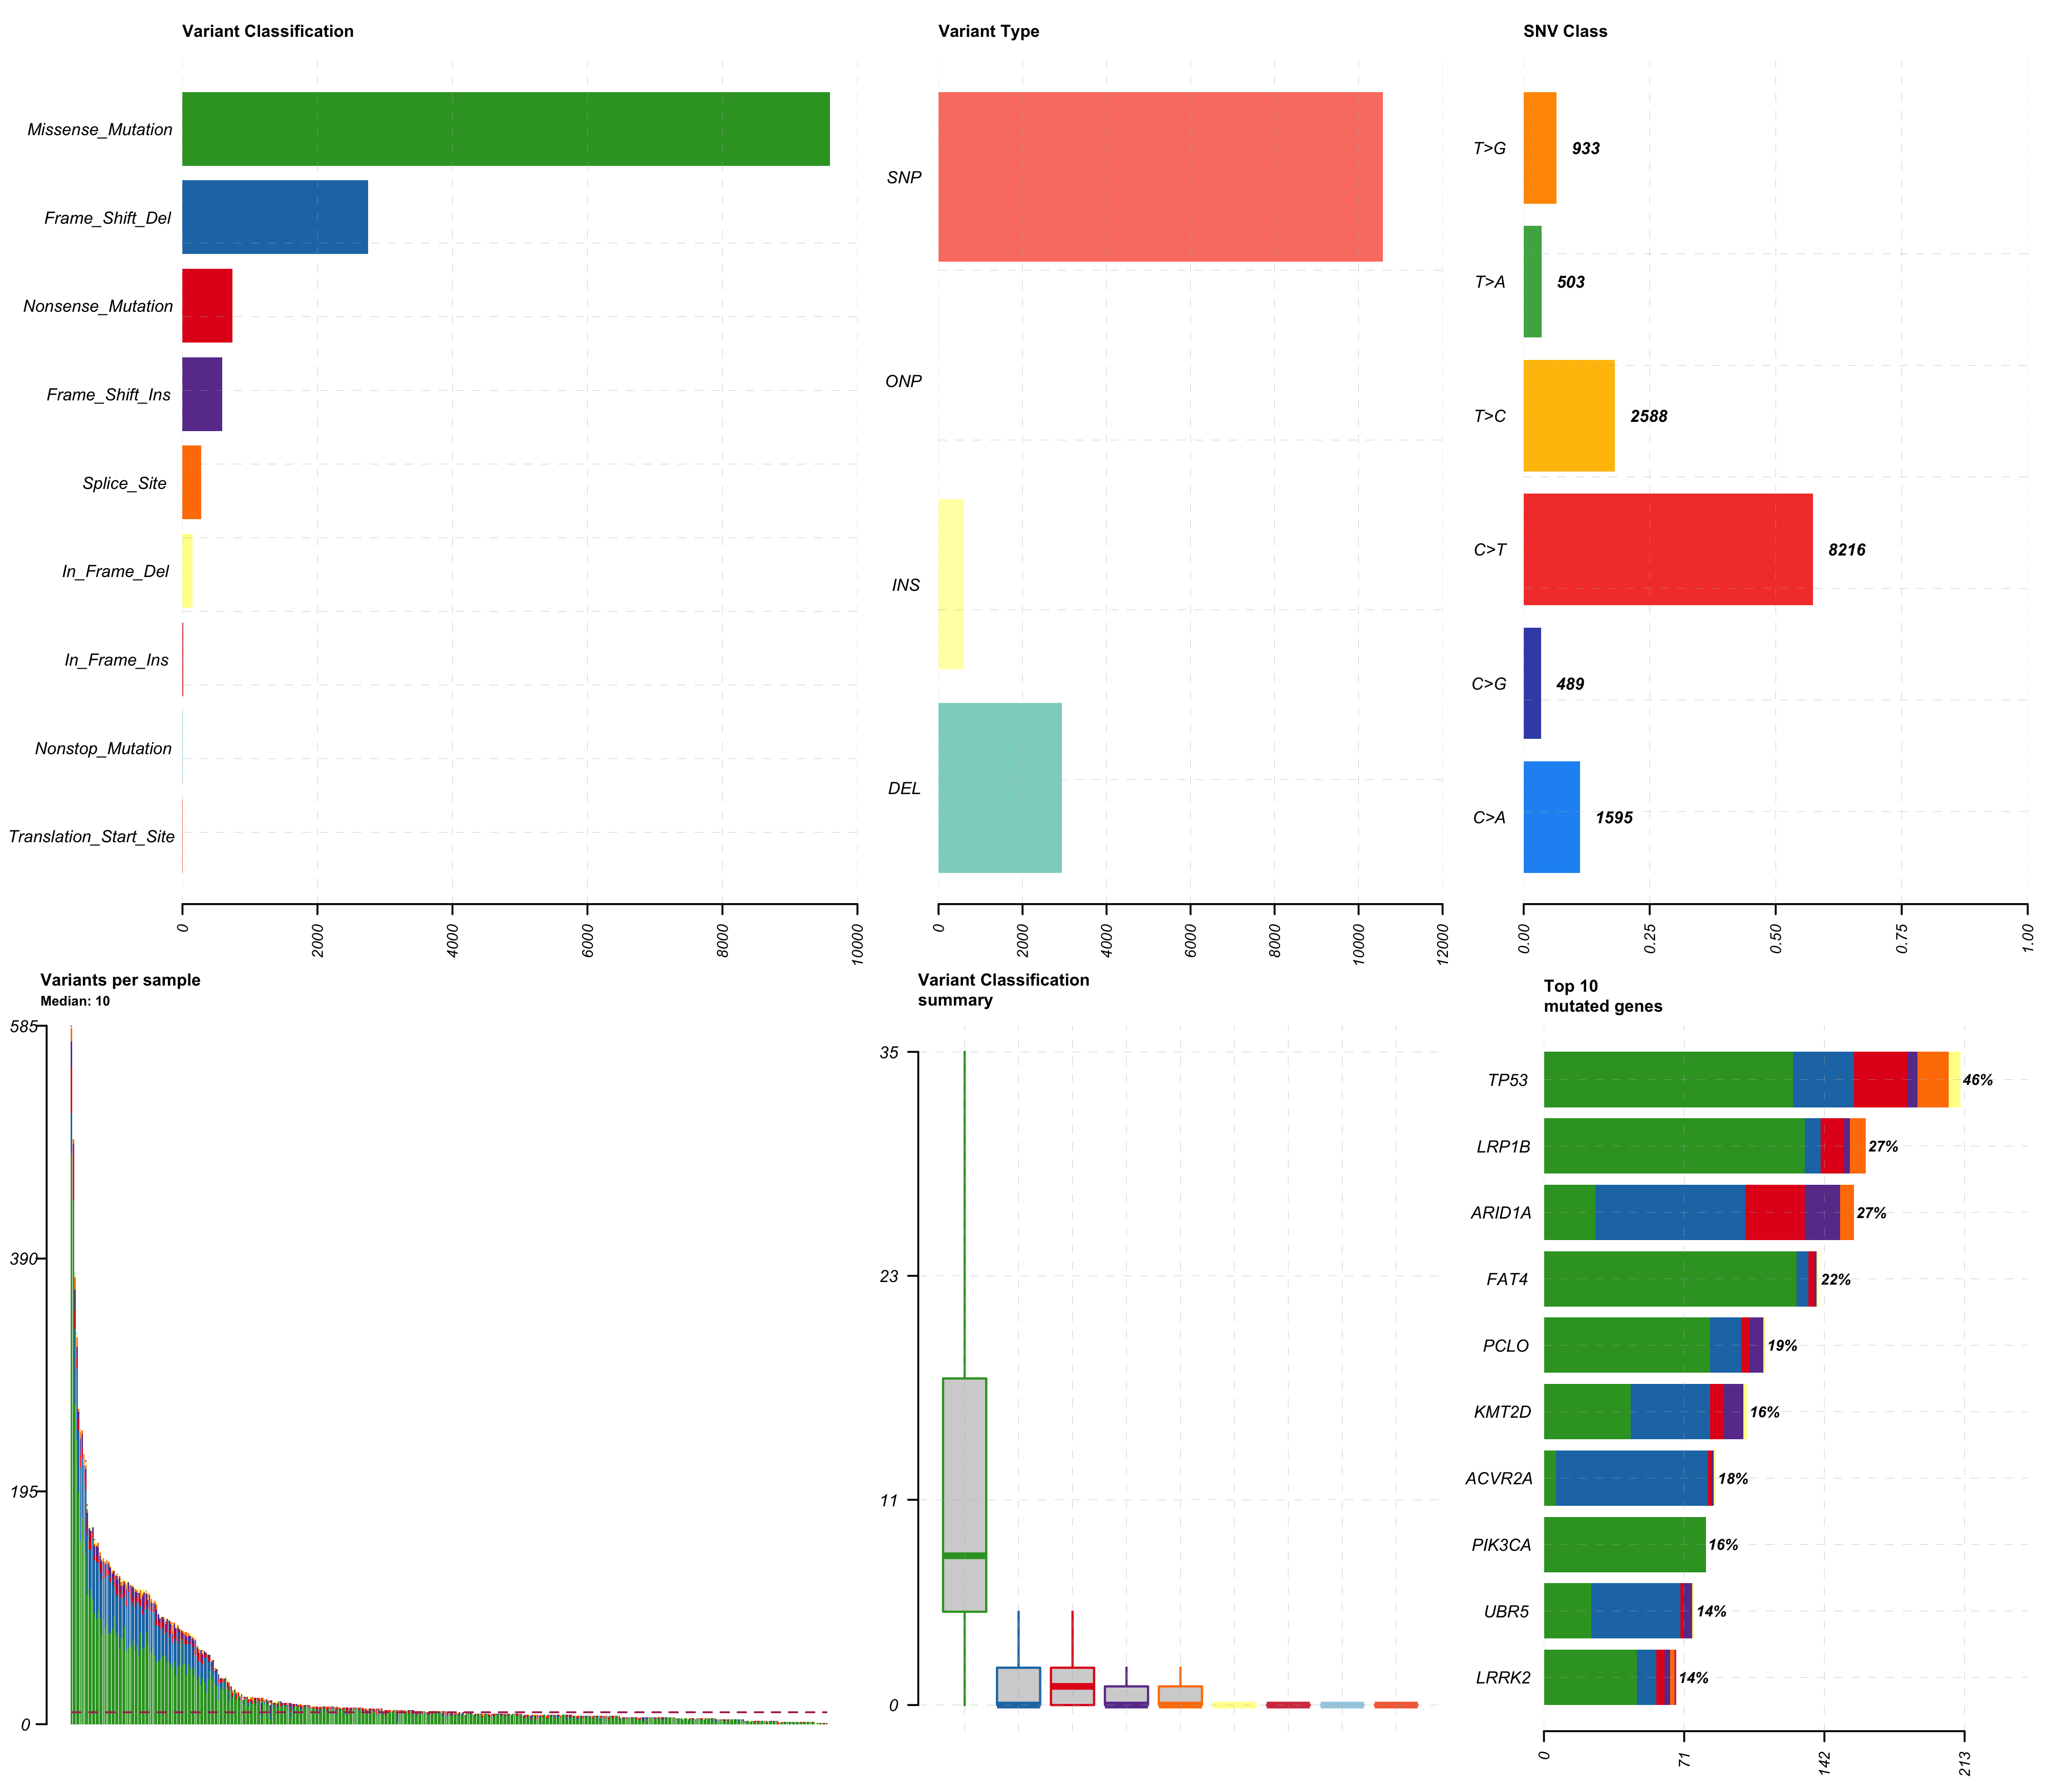 Variant Classification
Missense_Mutation
Frame_Shift_Del
Nonsense_Mutation
Frame_Shift_Ins
Splice_Site
In_Frame_Del
In_Frame_Ins
Nonstop_Mutation
Translation_Start_Site
0
2000
4000
6000
8000
10000
Variant Type
SNP
ONP
INS
DEL
0
2000
4000
6000
8000
10000
12000
SNV Class
T>G 933
T>A 503
T>C 2588
C>T 8216
C>G 489
C>A 1595
0.00
0.25
0.50
0.75
1.00
Variants per sample
Median: 10
585
390
195
0
Variant Classification
summary
35
23
11
0
Top 10
mutated genes
TP53 46%
LRP1B 27%
ARID1A 27%
FAT4 22%
PCLO 19%
KMT2D 16%
ACVR2A 18%
PIK3CA 16%
UBR5 14%
LRRK2 14%
0
71
142
213